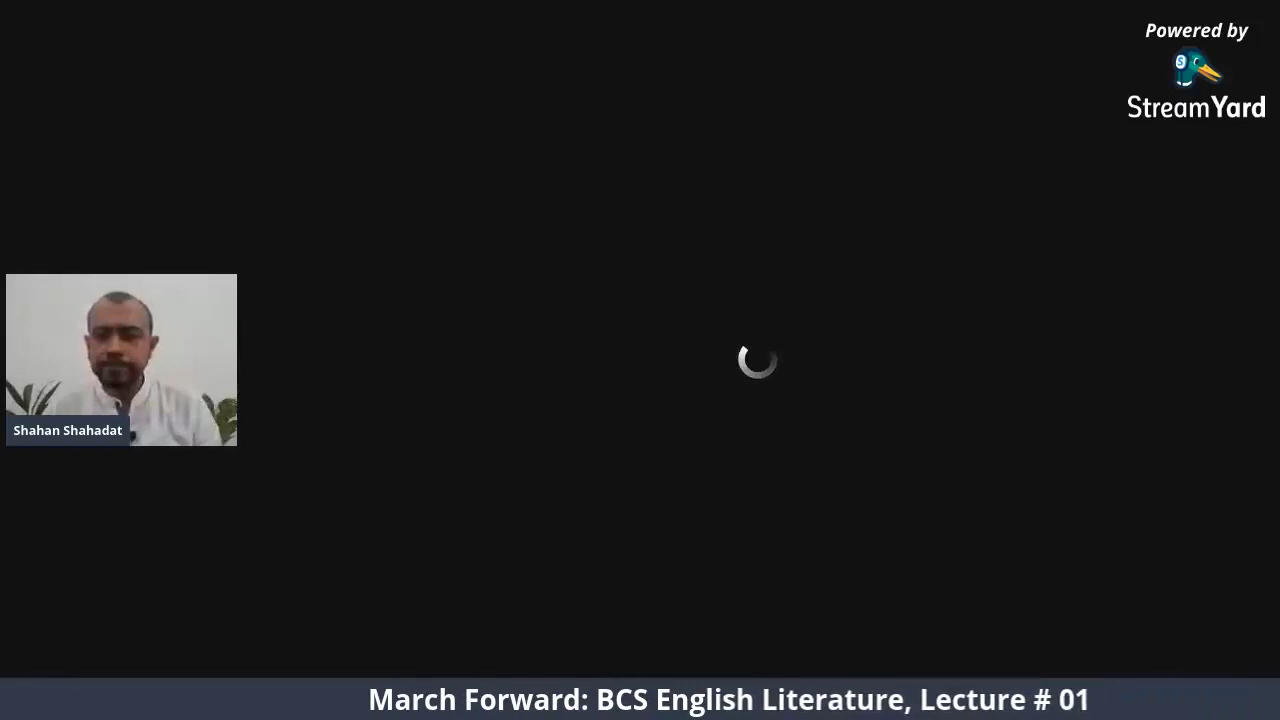 Powered by
StreamYard
Shahan Shahadat
March Forward: BCS English Literature, Lecture # 01